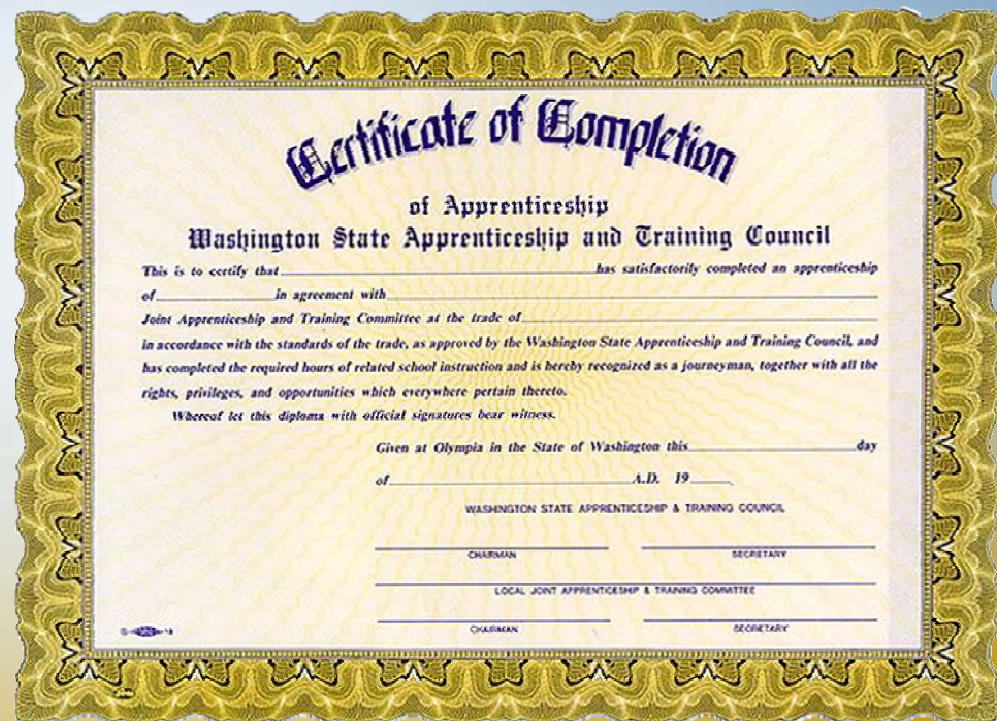 Certificate of Completion
of Apprenticeship
Washington State Apprenticeship and Training Council
This is to certify that has satisfactorily completed an apprenticeship
of in agreement with
Joint Apprenticeship and Training Committee at the trade of
in accordance with the standards of the trade, as approved by the Washington State Apprenticeship and Training Council, and
has completed the required hours of related school instruction and is hereby recognized as a journeyman, together with all the
rights, privileges, and opportunities which everywhere pertain thereto.
Whereof let this diploma with official signatures bear witness.
Given at Olympia in the State of Washington this day
of A.D. 19
WASHINGTON STATE APPRENTICESHIP & TRAINING COUNCIL
CHAIRMAN SECRETARY
LOCAL JOINT APPRENTICESHIP & TRAINING COMMITTEE
CHAIRMAN SECRETARY